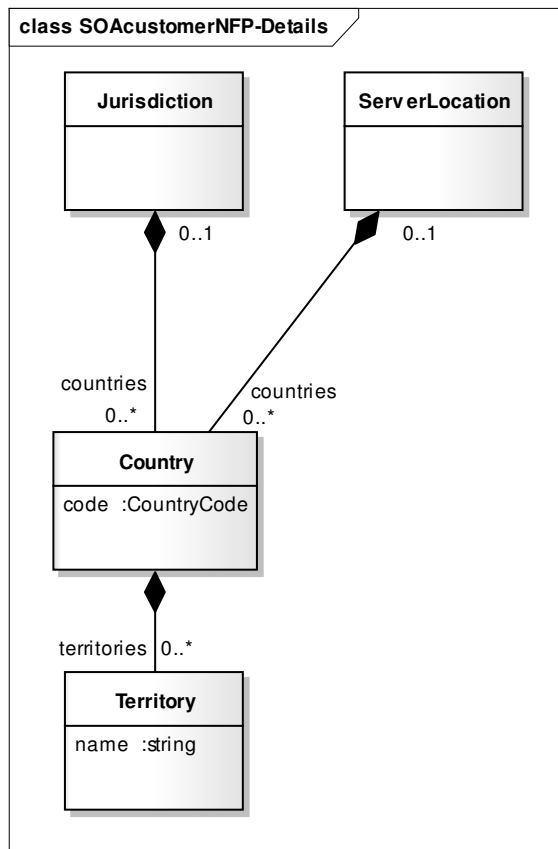 class SOAcustomerNFP-Details
Jurisdiction
ServerLocation
0..1
0..1
countries
0..*
countries
0..*
Country
code :CountryCode
territories 0..*
Territory
name :string